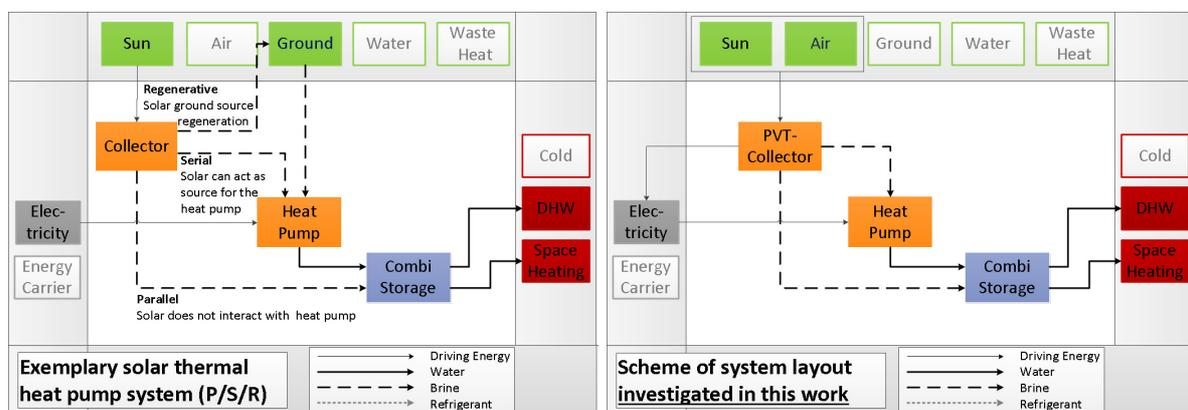 Sun
Air
Ground
Water
Waste
Heat
Regenerative
Solar ground source
regeneration
Collector
Serial
Solar can act as
source for the
heat pump
Cold
Elec-
tricity
Heat
Pump
DHW
Energy
Carrier
Combi
Storage
Space
Heating
Parallel
Solar does not interact with heat pump
Exemplary solar thermal
heat pump system (P/S/R)
Driving Energy
Water
Brine
Refrigerant
Sun
Air
Ground
Water
Waste
Heat
PVT-
Collector
Cold
Elec-
tricity
Heat
Pump
DHW
Energy
Carrier
Combi
Storage
Space
Heating
Scheme of system layout
investigated in this work
Driving Energy
Water
Brine
Refrigerant